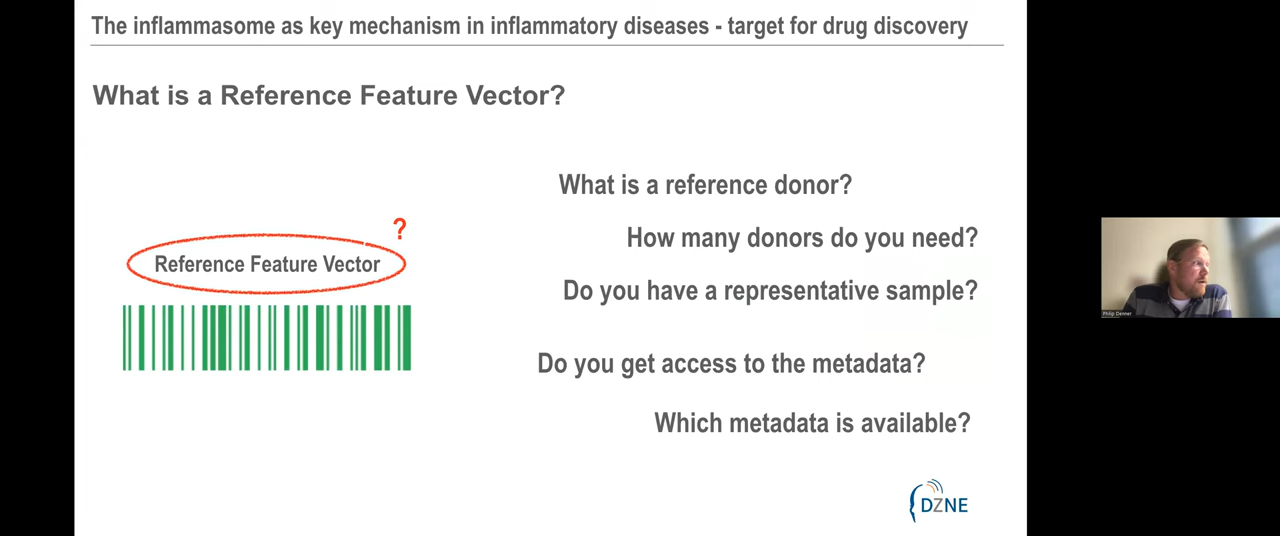 The inflammasome as key mechanism in inflammatory diseases - target for drug discovery
What is a Reference Feature Vector?
What is a reference donor?
?
How many donors do you need?
Reference Feature Vector
Do you have a representative sample?
Philip Denner
Do you get access to the metadata?
Which metadata is available?
DZNE